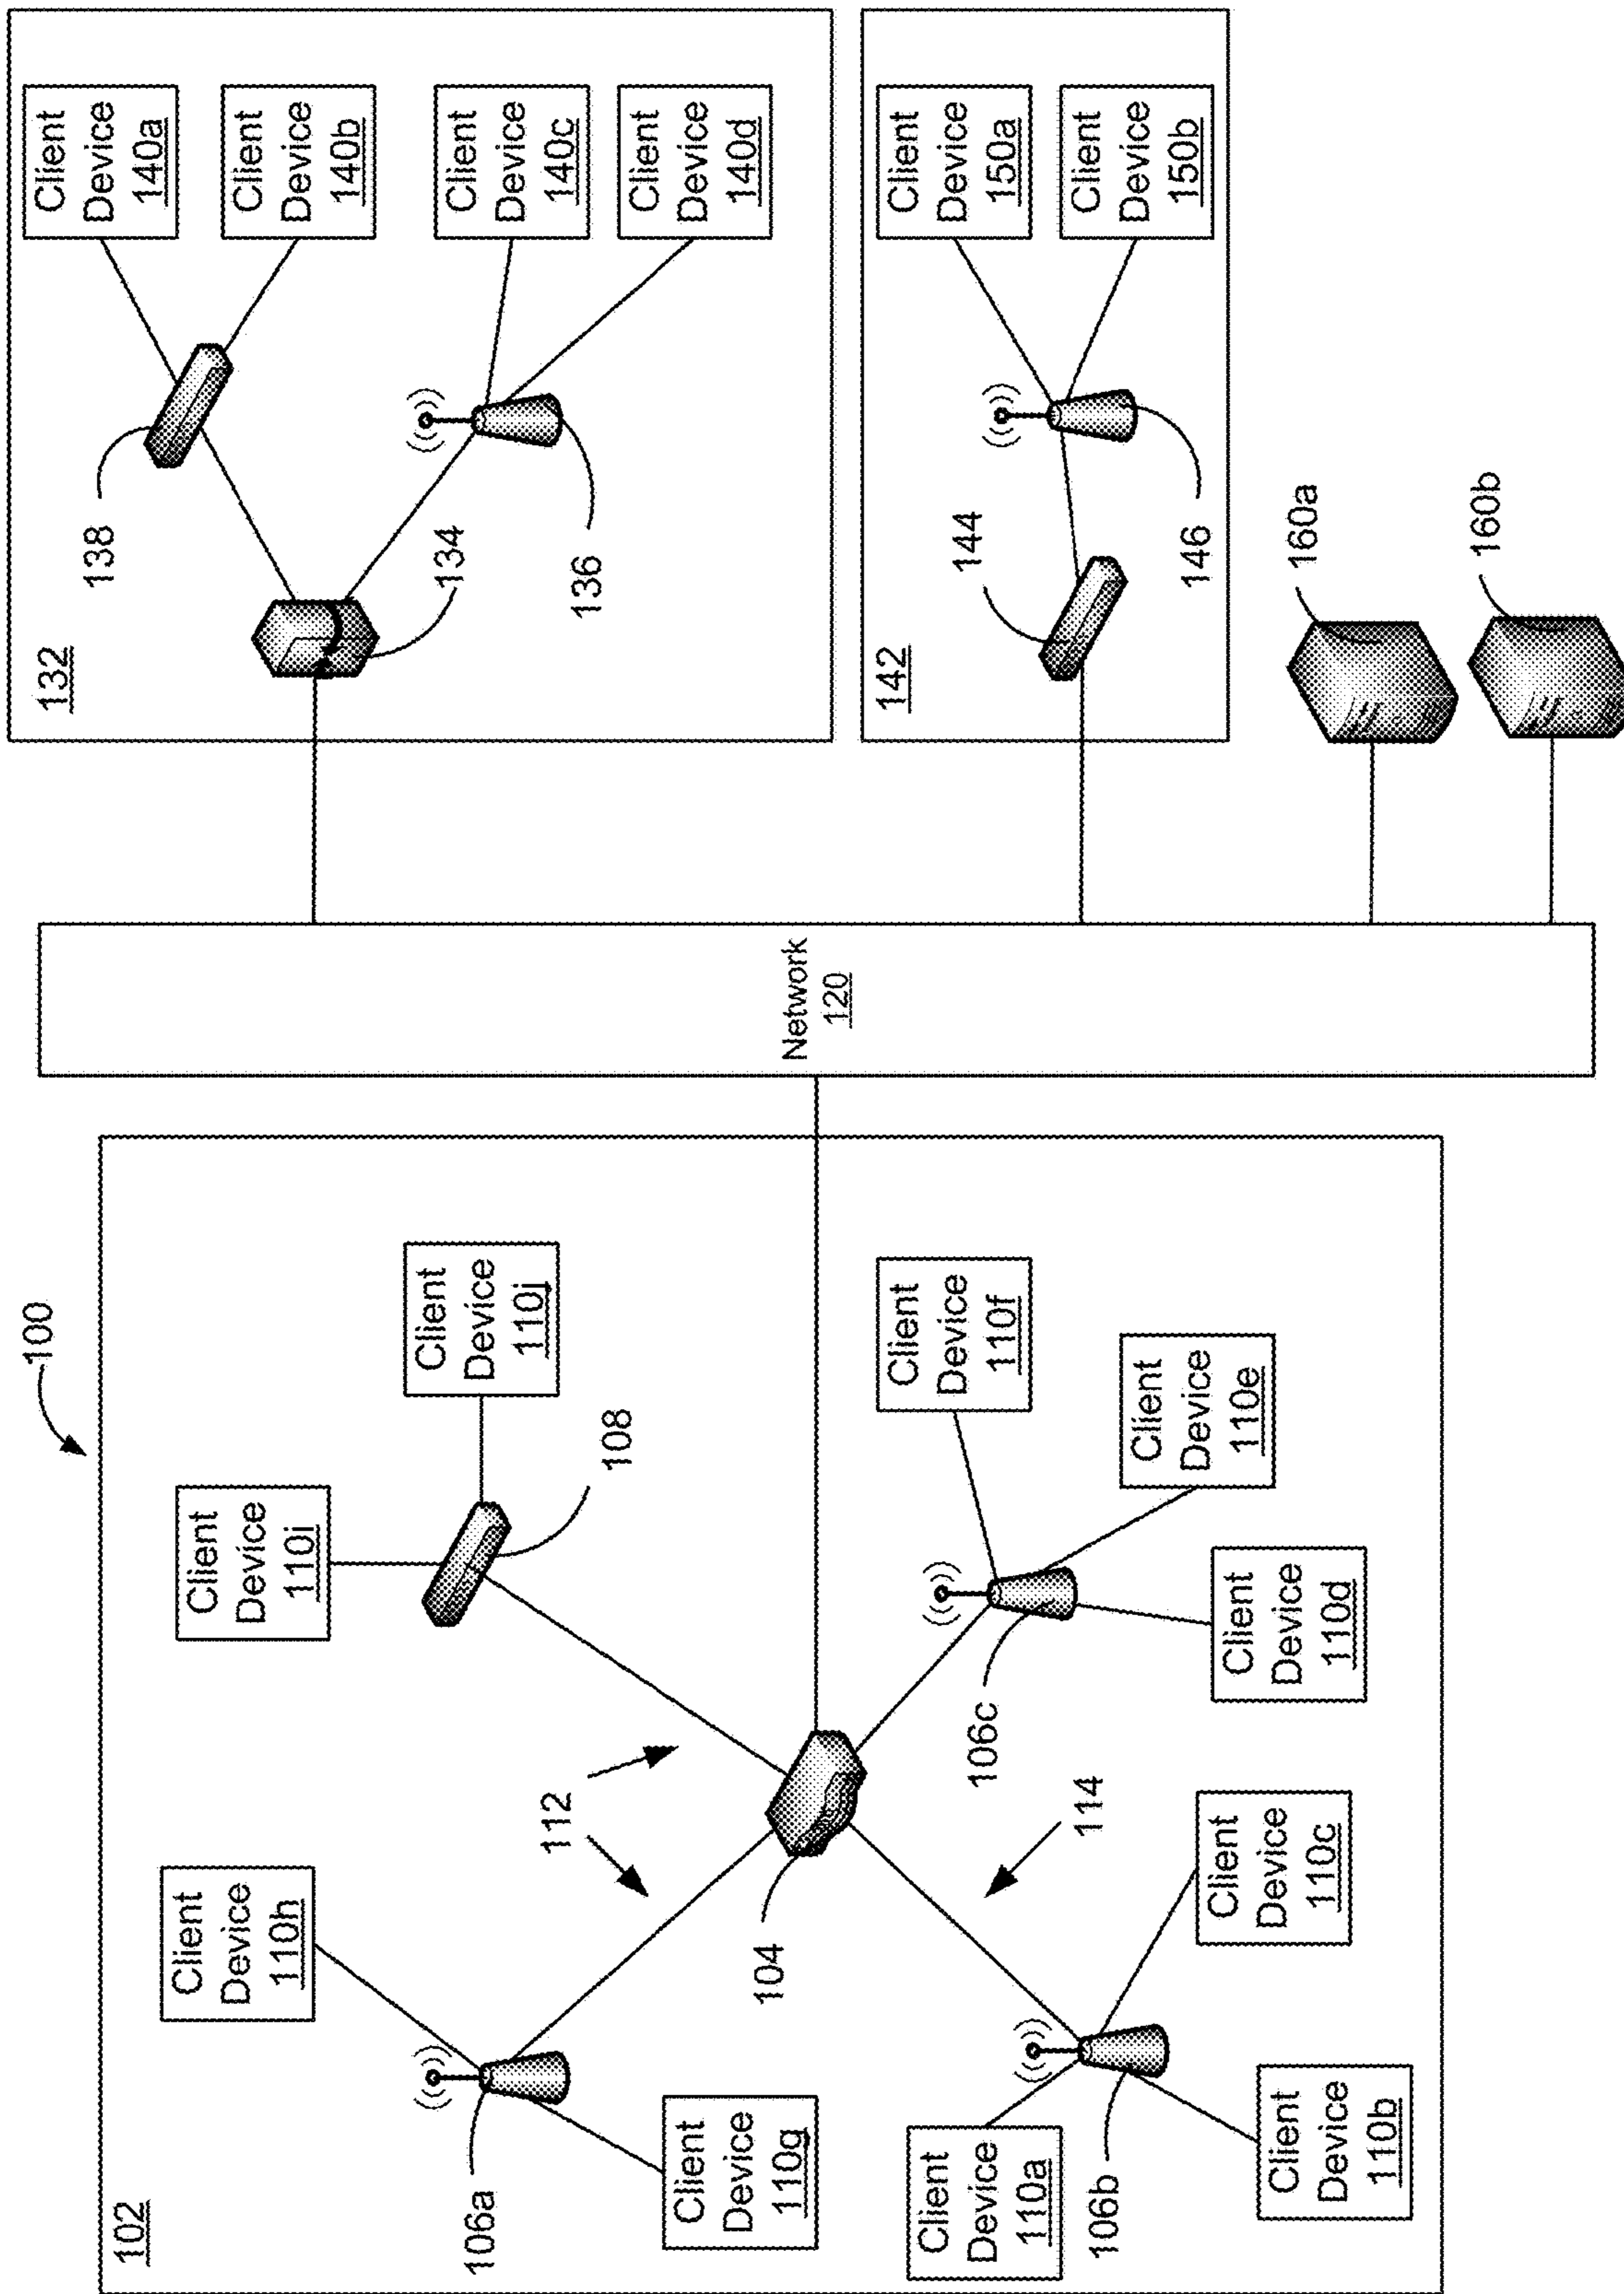 100
102
Client
Device
110h
Client
Device
110i
Client
Device
110j
112
108
106a
Client
Device
110g
104
Client
Device
110a
106b
Client
Device
110b
Client
Device
110c
114
106c
Client
Device
110d
Client
Device
110e
Client
Device
110f
Network
120
132
138
134
136
Client
Device
140a
Client
Device
140b
Client
Device
140c
Client
Device
140d
142
144
146
Client
Device
150a
Client
Device
150b
160a
160b